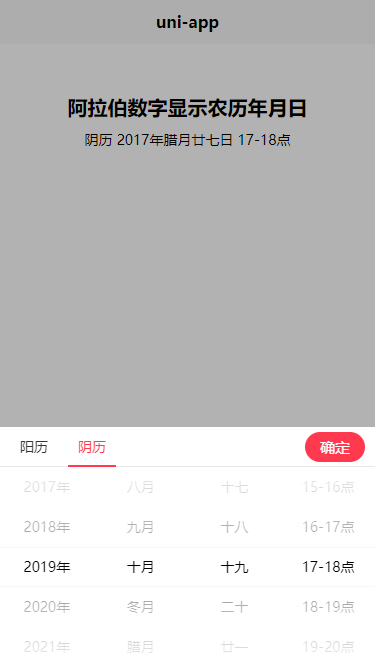 uni-app
阿拉伯数字显示农历年月日
阴历 2017年腊月廿七日 17-18点
阳历 阴历 确定
2017年 八月 十七 15-16点
2018年 九月 十八 16-17点
2019年 十月 十九 17-18点
2020年 冬月 二十 18-19点
2021年 腊月 廿一 19-20点